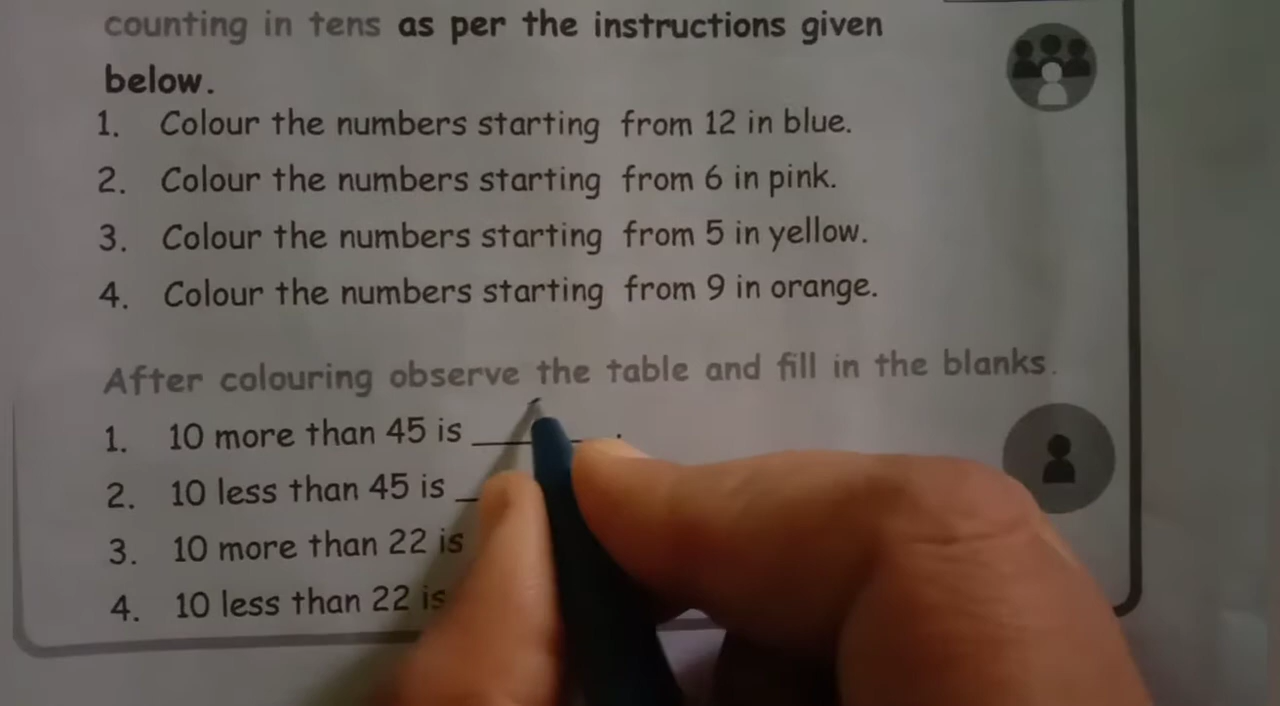 counting in tens as per the instructions given
below.
1. Colour the numbers starting from 12 in blue.
2. Colour the numbers starting from 6 in pink.
3. Colour the numbers starting from 5 in yellow.
4. Colour the numbers starting from 9 in orange.
After colouring observe the table and fill in the blanks.
1. 10 more than 45 is ______.
2. 10 less than 45 is _
3. 10 more than 22 is
4. 10 less than 22 is